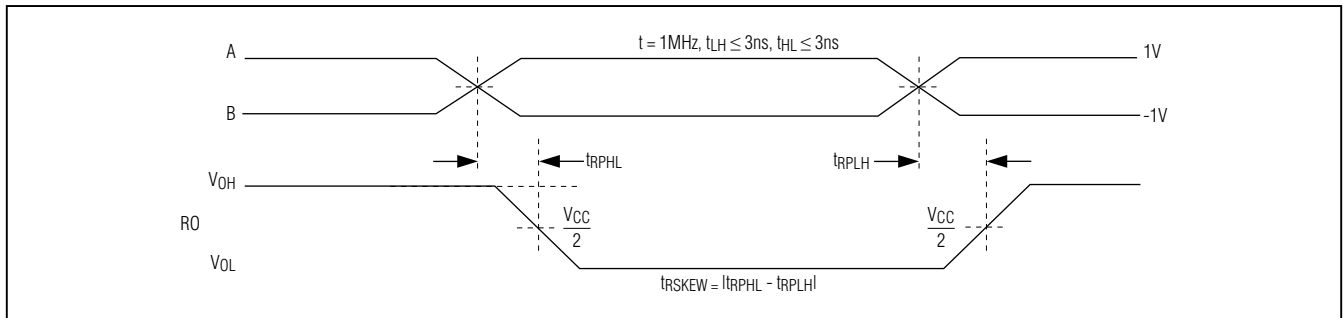 t = 1MHz, tLH ≤ 3ns, tHL ≤ 3ns
A
1V
B
-1V
tRPHL
tRPLH
VOH
RO
VCC
2
VCC
2
VOL
tRSKEW = |tRPHL - tRPLH|